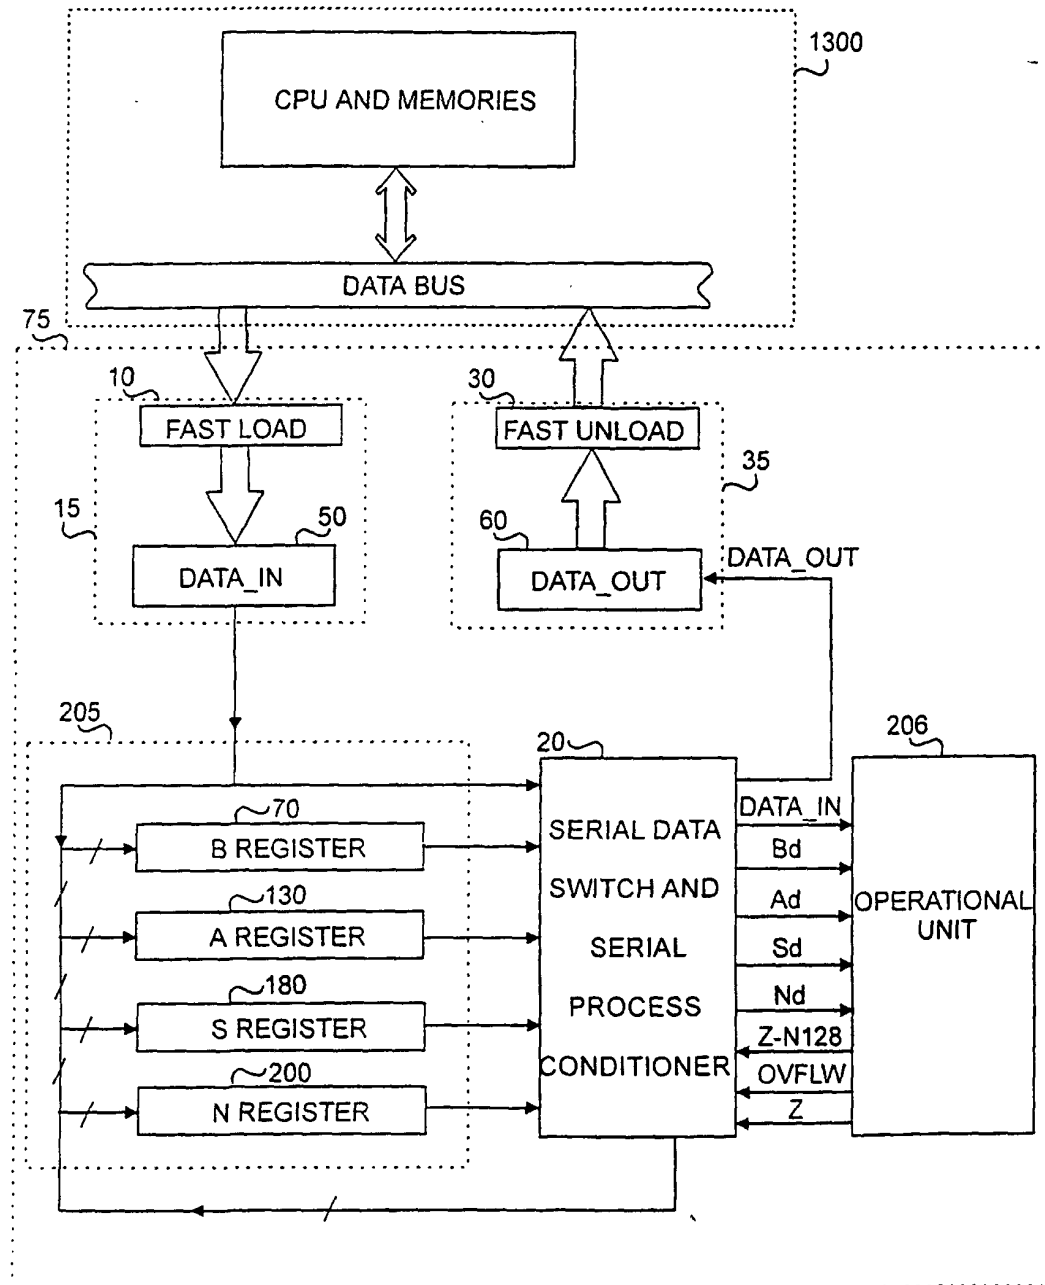 1300
CPU AND MEMORIES
DATA BUS
75
10
FAST LOAD
30
FAST UNLOAD
15
35
50
DATA_IN
60
DATA_OUT
DATA_OUT
205
20
206
70
B REGISTER
130
A REGISTER
180
S REGISTER
200
N REGISTER
SERIAL DATA
SWITCH AND
SERIAL
PROCESS
CONDITIONER
DATA_IN
Bd
Ad
Sd
Nd
Z-N128
OVFLW
Z
OPERATIONAL
UNIT